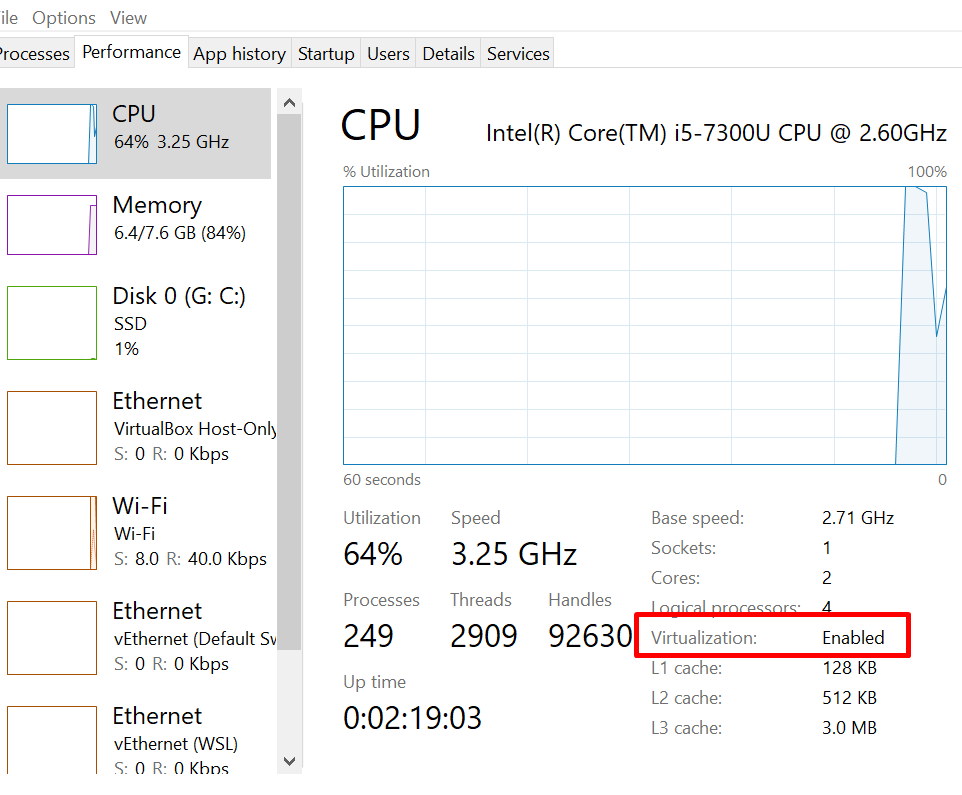 ile Options View
Processes Performance App history Startup Users Details Services
CPU
64% 3.25 GHz
Memory
6.4/7.6 GB (84%)
Disk 0 (G: C:)
SSD
1%
Ethernet
VirtualBox Host-Only
S: 0 R: 0 Kbps
Wi-Fi
Wi-Fi
S: 8.0 R: 40.0 Kbps
Ethernet
vEthernet (Default Sw
S: 0 R: 0 Kbps
Ethernet
vEthernet (WSL)
S: 0 R: 0 Kbps
CPU Intel(R) Core(TM) i5-7300U CPU @ 2.60GHz
% Utilization 100%
60 seconds 0
Utilization Speed
64% 3.25 GHz
Processes Threads Handles
249 2909 92630
Up time
0:02:19:03
Base speed: 2.71 GHz
Sockets: 1
Cores: 2
Logical processors: 4
Virtualization: Enabled
L1 cache: 128 KB
L2 cache: 512 KB
L3 cache: 3.0 MB